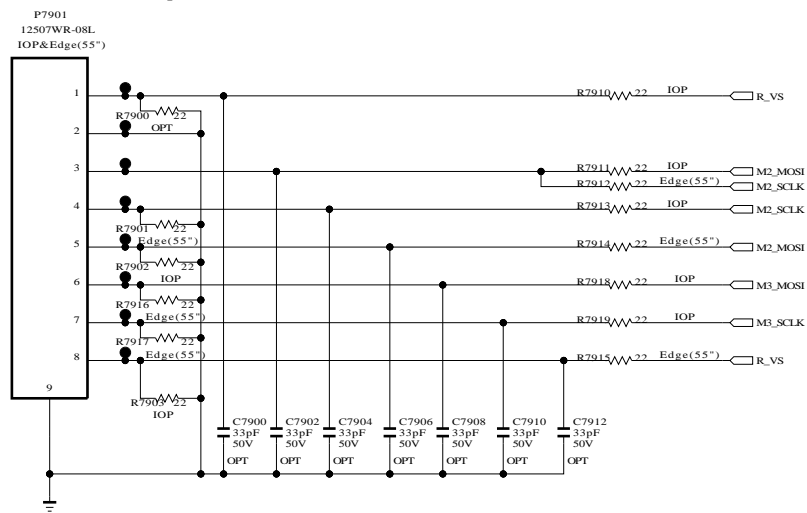 P7901
12507WR-08L
IOP&Edge(55")
1
R7910 22 IOP
R_VS
R7900 22
OPT
2
3
R7911 22 IOP
M2_MOSI
R7912 22 Edge(55")
M2_SCLK
4
R7913 22 IOP
M2_SCLK
R7901 22
Edge(55")
5
R7914 22 Edge(55")
M2_MOSI
R7902 22
IOP
6
R7918 22 IOP
M3_MOSI
R7916 22
Edge(55")
7
R7919 22 IOP
M3_SCLK
R7917 22
Edge(55")
8
R7915 22 Edge(55")
R_VS
R7903 22
IOP
9
C7900
33pF
50V
OPT
C7902
33pF
50V
OPT
C7904
33pF
50V
OPT
C7906
33pF
50V
OPT
C7908
33pF
50V
OPT
C7910
33pF
50V
OPT
C7912
33pF
50V
OPT